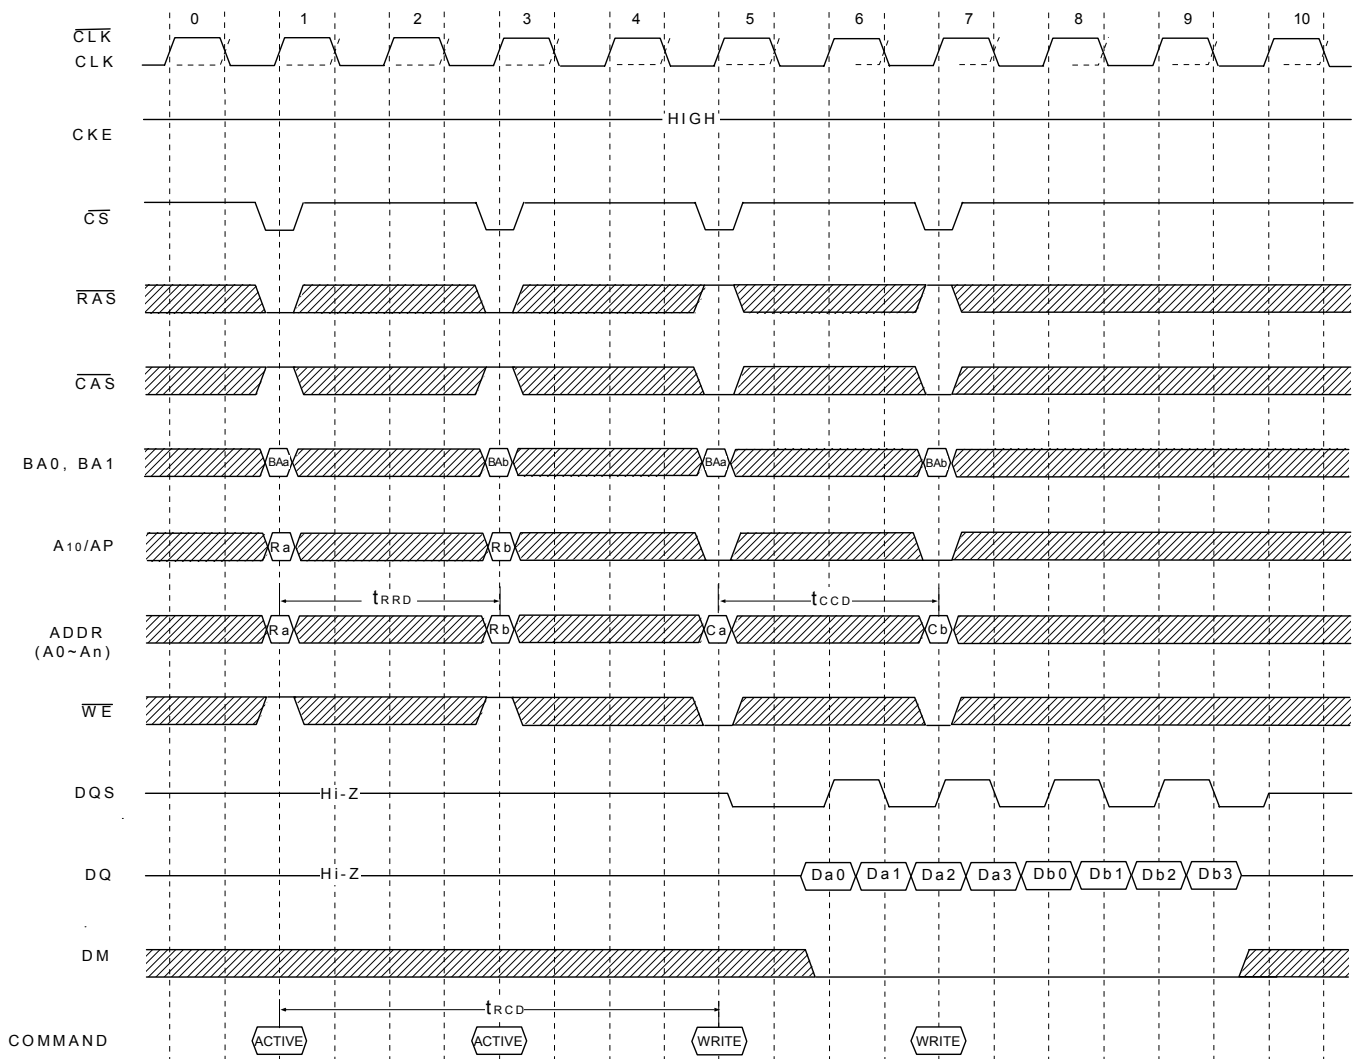 0 1 2 3 4 5 6 7 8 9 10
CLK
CLK
CKE HIGH
CS
RAS
CAS
BA0, BA1 BAa BAb BAa BAb
A10/AP Ra Rb
tRRD tCCD
ADDR Ra Rb Ca Cb
(A0~An)
WE
DQS Hi-Z
DQ Hi-Z Da0 Da1 Da2 Da3 Db0 Db1 Db2 Db3
DM
tRCD
COMMAND ACTIVE ACTIVE WRITE WRITE